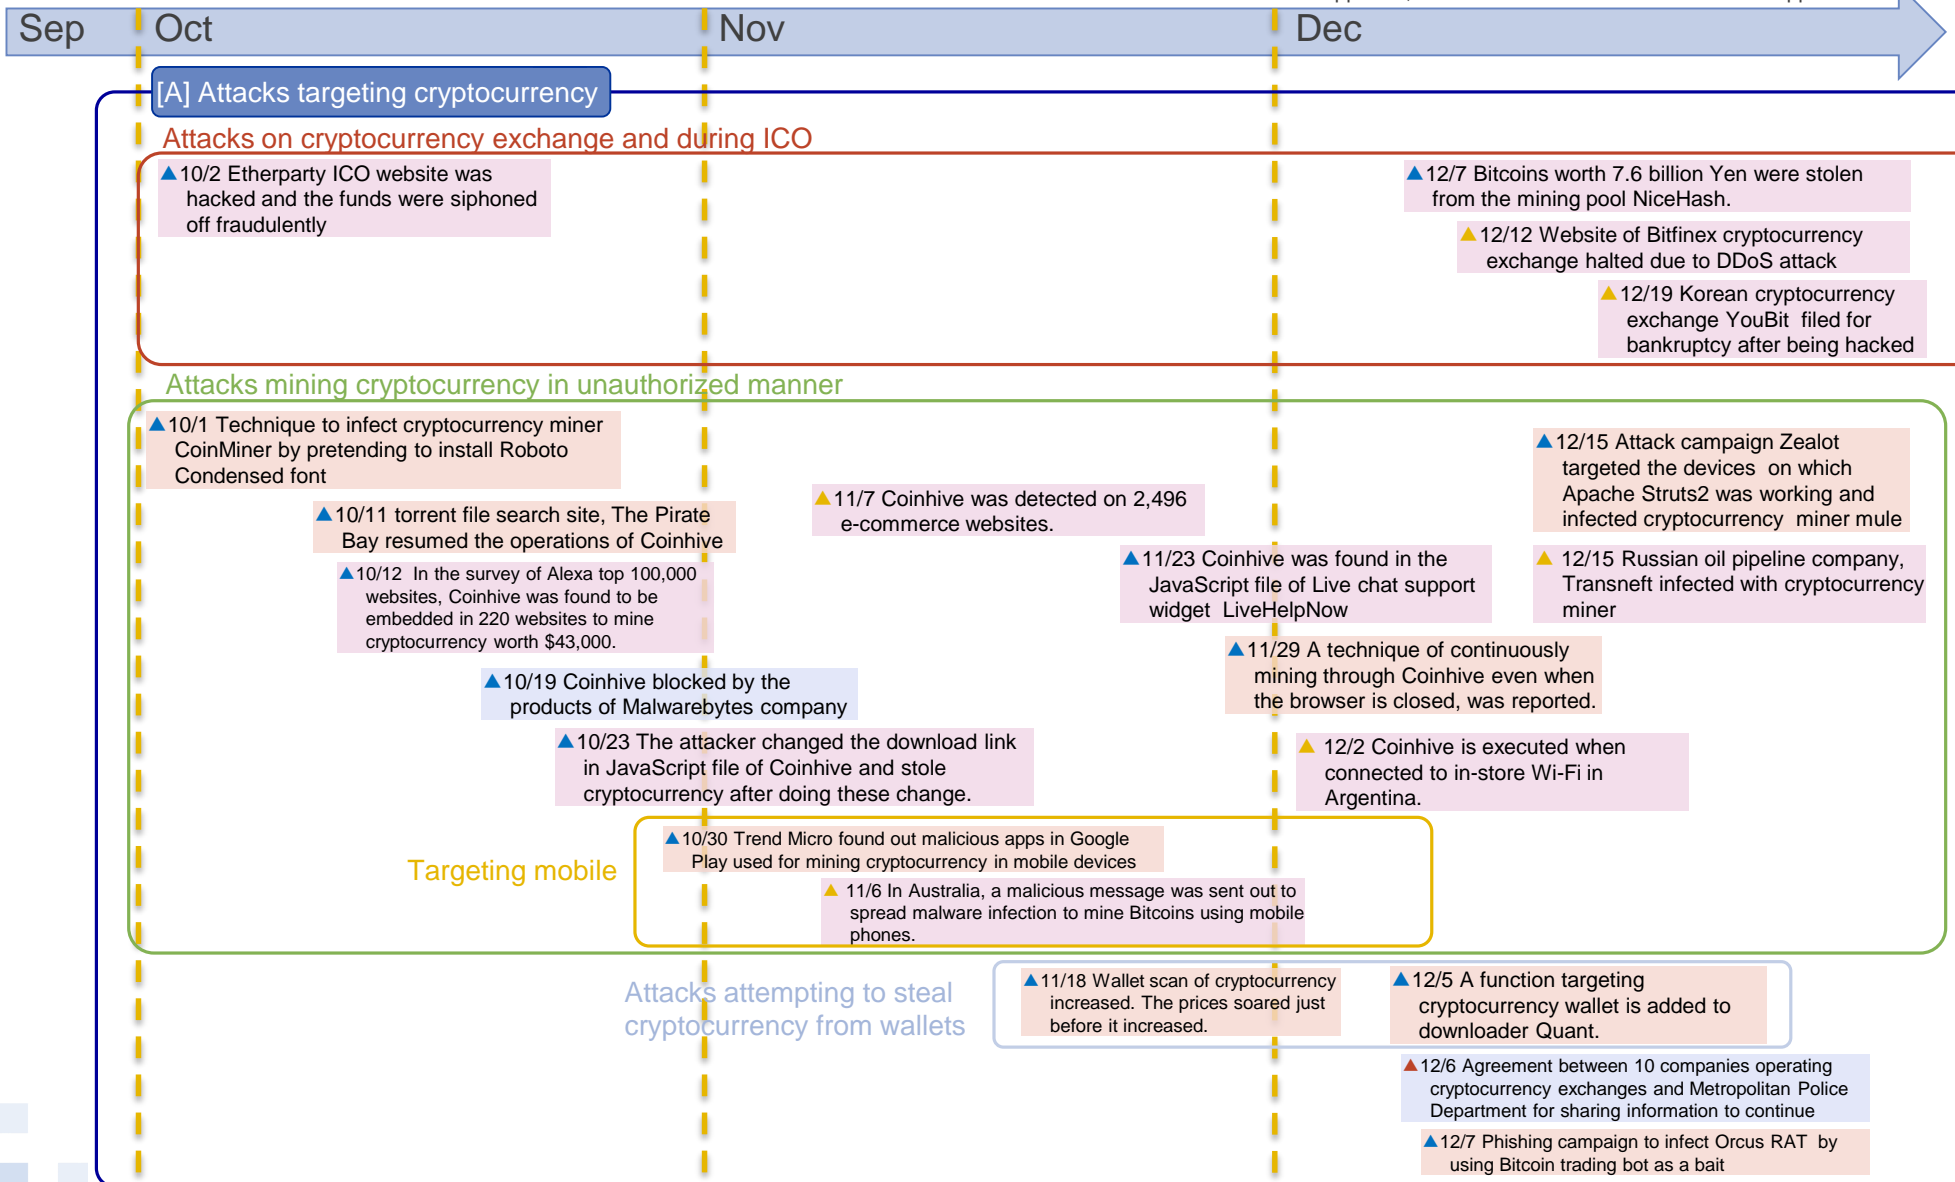 Sep
Oct
Nov
Dec
[A] Attacks targeting cryptocurrency
Attacks on cryptocurrency exchange and during ICO
▲10/2 Etherparty ICO website was
hacked and the funds were siphoned
off fraudulently
▲12/7 Bitcoins worth 7.6 billion Yen were stolen
from the mining pool NiceHash.
▲12/12 Website of Bitfinex cryptocurrency
exchange halted due to DDoS attack
▲12/19 Korean cryptocurrency
exchange YouBit filed for
bankruptcy after being hacked
Attacks mining cryptocurrency in unauthorized manner
▲10/1 Technique to infect cryptocurrency miner
CoinMiner by pretending to install Roboto
Condensed font
▲10/11 torrent file search site, The Pirate
Bay resumed the operations of Coinhive
▲10/12 In the survey of Alexa top 100,000
websites, Coinhive was found to be
embedded in 220 websites to mine
cryptocurrency worth $43,000.
▲10/19 Coinhive blocked by the
products of Malwarebytes company
▲10/23 The attacker changed the download link
in JavaScript file of Coinhive and stole
cryptocurrency after doing these change.
▲11/7 Coinhive was detected on 2,496
e-commerce websites.
▲11/23 Coinhive was found in the
JavaScript file of Live chat support
widget LiveHelpNow
▲11/29 A technique of continuously
mining through Coinhive even when
the browser is closed, was reported.
▲ 12/2 Coinhive is executed when
connected to in-store Wi-Fi in
Argentina.
▲12/15 Attack campaign Zealot
targeted the devices on which
Apache Struts2 was working and
infected cryptocurrency miner mule
▲ 12/15 Russian oil pipeline company,
Transneft infected with cryptocurrency
miner
Targeting mobile
▲10/30 Trend Micro found out malicious apps in Google
Play used for mining cryptocurrency in mobile devices
▲ 11/6 In Australia, a malicious message was sent out to
spread malware infection to mine Bitcoins using mobile
phones.
Attacks attempting to steal
cryptocurrency from wallets
▲11/18 Wallet scan of cryptocurrency
increased. The prices soared just
before it increased.
▲12/5 A function targeting
cryptocurrency wallet is added to
downloader Quant.
▲12/6 Agreement between 10 companies operating
cryptocurrency exchanges and Metropolitan Police
Department for sharing information to continue
▲12/7 Phishing campaign to infect Orcus RAT by
using Bitcoin trading bot as a bait